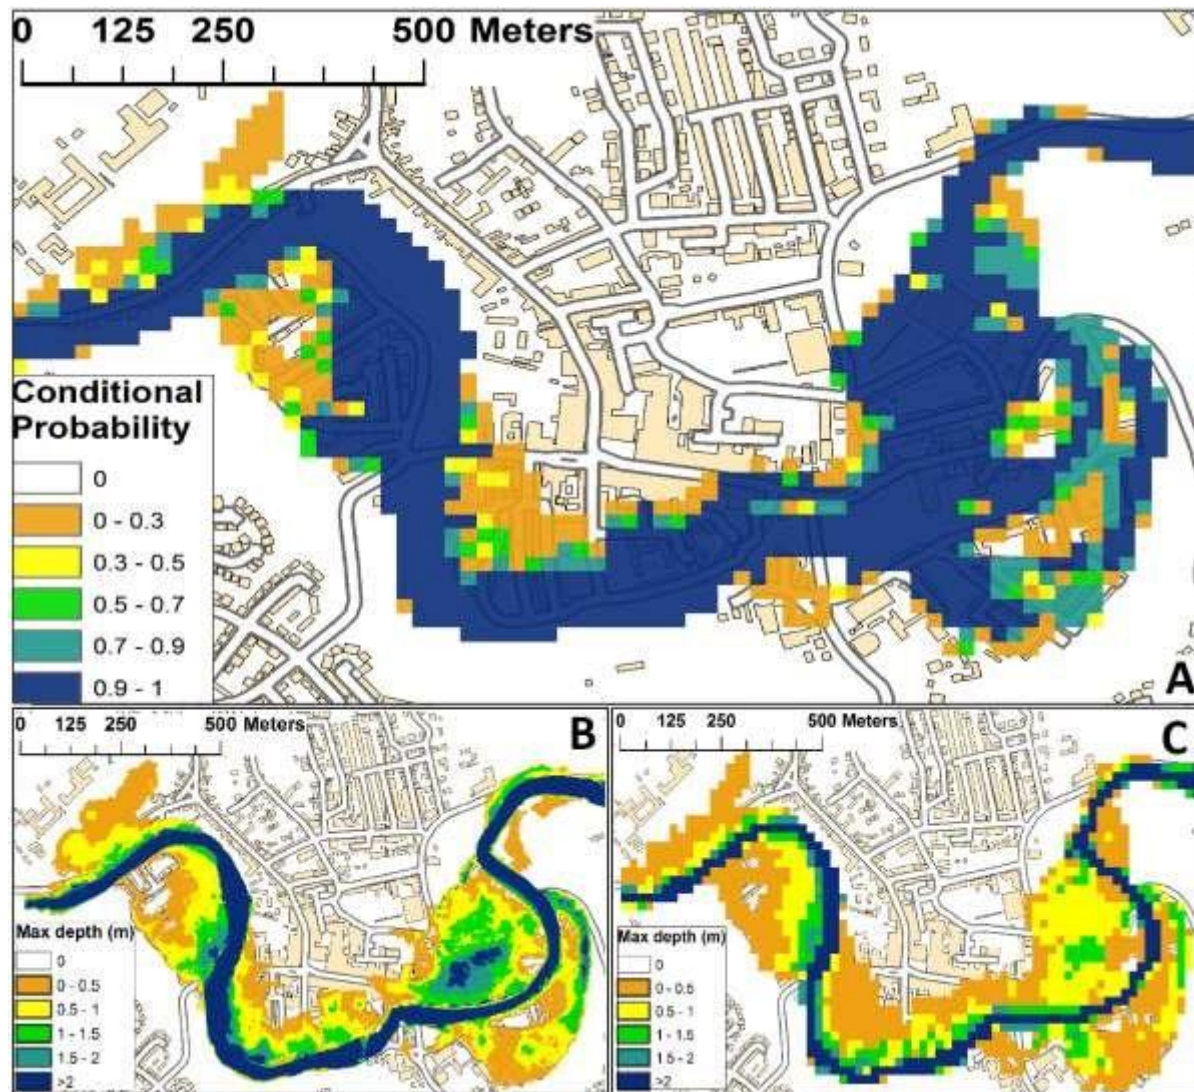 0 125 250 500 Meters
Conditional
Probability
0
0 - 0.3
0.3 - 0.5
0.5 - 0.7
0.7 - 0.9
0.9 - 1
A
0 125 250 500 Meters
B
Max depth (m)
0
0 - 0.5
0.5 - 1
1 - 1.5
1.5 - 2
>2
0 125 250 500 Meters
C
Max depth (m)
0
0 - 0.5
0.5 - 1
1 - 1.5
1.5 - 2
>2